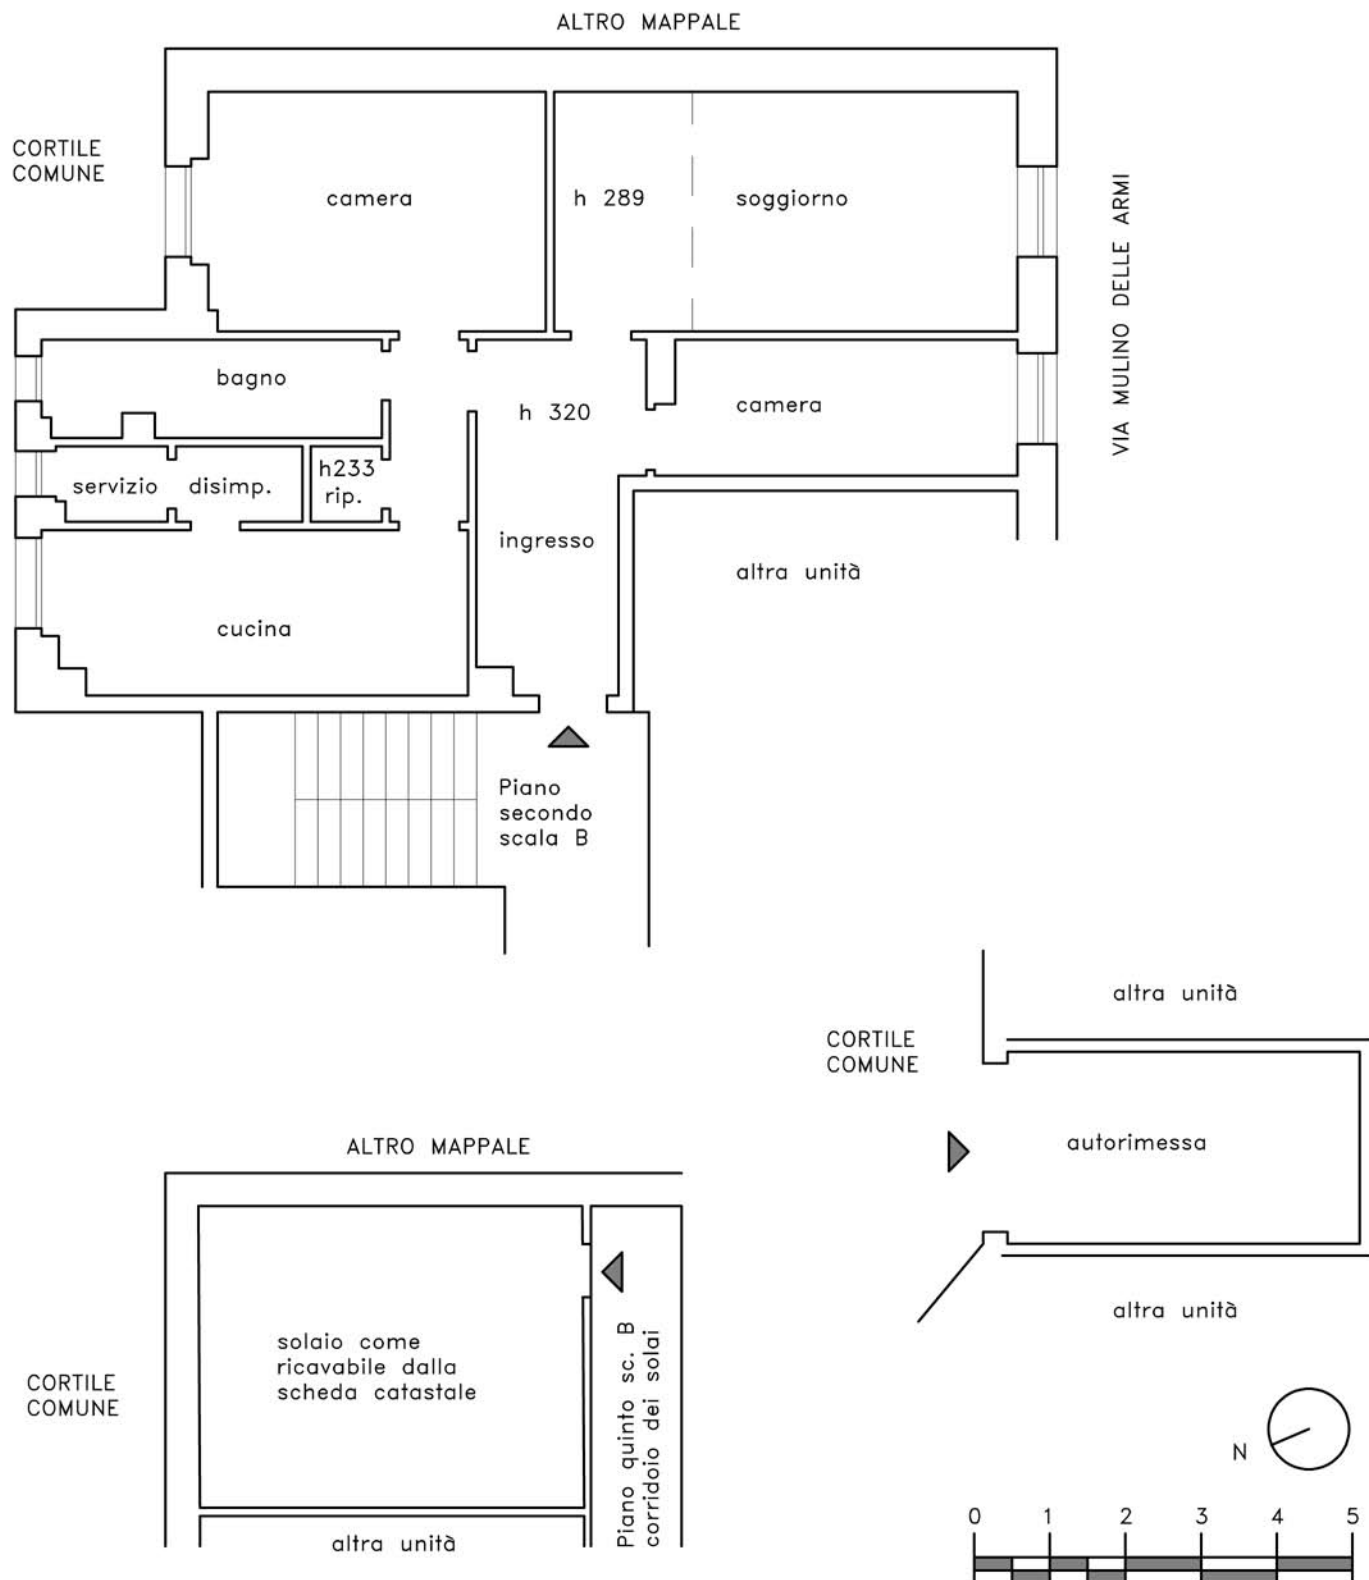 ALTRO MAPPALE
CORTILE
COMUNE
camera
h 289
soggiorno
VIA MULINO DELLE ARMI
bagno
h 320
camera
servizio
disimp.
h233
rip.
ingresso
altra unità
cucina
Piano
secondo
scala B
altra unità
CORTILE
COMUNE
autorimessa
altra unità
ALTRO MAPPALE
solaio come
ricavabile dalla
scheda catastale
CORTILE
COMUNE
Piano quinto sc. B
corridoio dei solai
altra unità
N
0 1 2 3 4 5